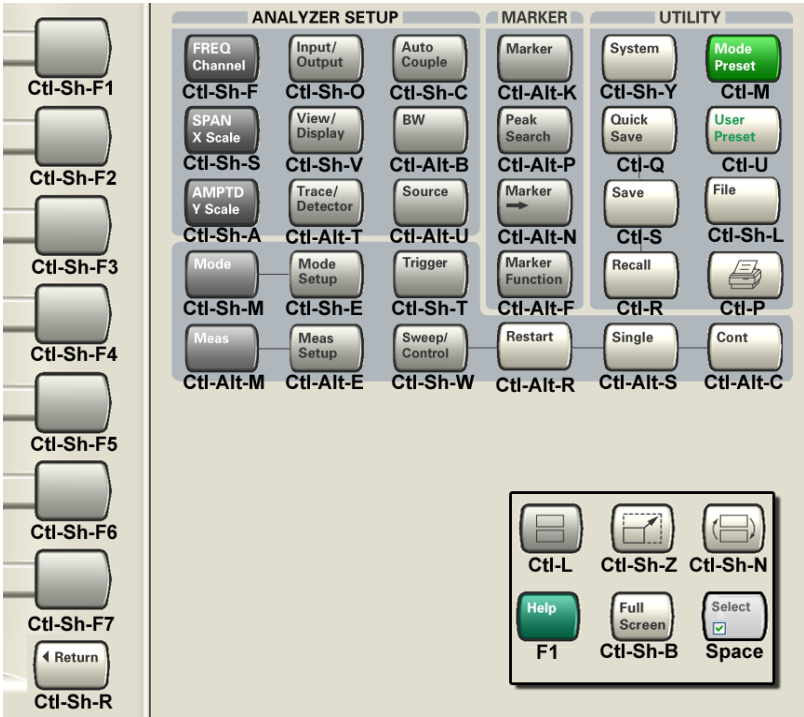 ANALYZER SETUP MARKER UTILITY
FREQ Channel Input/ Output Auto Couple Marker System Mode Preset
Ctl-Sh-F1 Ctl-Sh-F Ctl-Sh-O Ctl-Sh-C Ctl-Alt-K Ctl-Sh-Y Ctl-M
SPAN X Scale View/ Display BW Peak Search Quick Save User Preset
Ctl-Sh-F2 Ctl-Sh-S Ctl-Sh-V Ctl-Alt-B Ctl-Alt-P Ctl-Q Ctl-U
AMPTD Y Scale Trace/ Detector Source Marker Save File
Ctl-Sh-F3 Ctl-Sh-A Ctl-Alt-T Ctl-Alt-U Ctl-Alt-N Ctl-S Ctl-Sh-L
Mode Mode Setup Trigger Marker Function Recall
Ctl-Sh-M Ctl-Sh-E Ctl-Sh-T Ctl-Alt-F Ctl-R Ctl-P
Ctl-Sh-F4
Meas Meas Setup Sweep/ Control Restart Single Cont
Ctl-Alt-M Ctl-Alt-E Ctl-Sh-W Ctl-Alt-R Ctl-Alt-S Ctl-Alt-C
Ctl-Sh-F5
Ctl-Sh-F6
Ctl-L Ctl-Sh-Z Ctl-Sh-N
Ctl-Sh-F7
Help Full Screen Select
F1 Ctl-Sh-B Space
Return
Ctl-Sh-R